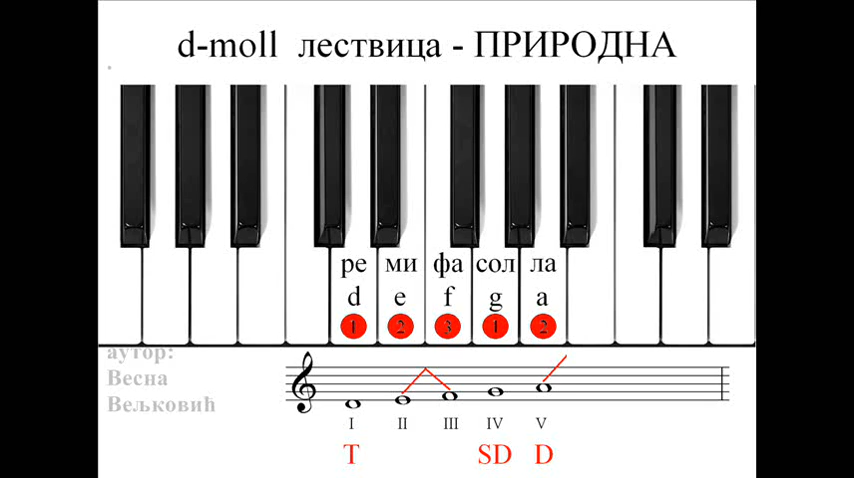 d-moll лествица - ПРИРОДНА
ре ми фа сол ла
d e f g a
1 2 3 1 2
аутор:
Весна
Вељковић
I II III IV V
T SD D